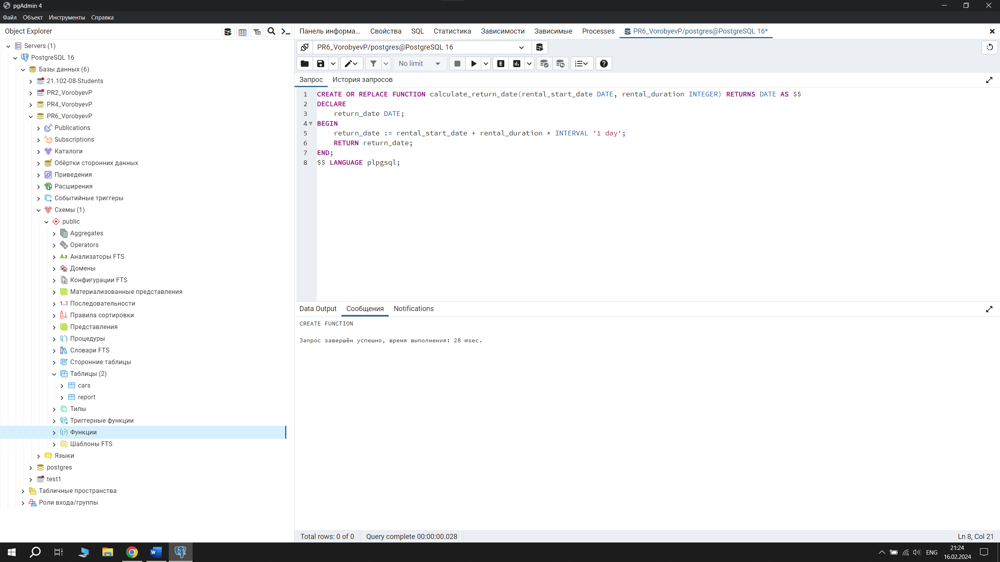 pgAdmin 4
Файл Объект Инструменты Справка
Object Explorer
Servers (1)
PostgreSQL 16
Базы данных (6)
21.102-08-Students
PR2_VorobyevP
PR4_VorobyevP
PR6_VorobyevP
Publications
Subscriptions
Каталоги
Обёртки сторонних данных
Приведения
Расширения
Событийные триггеры
Схемы (1)
public
Aggregates
Operators
Aa Анализаторы FTS
Домены
Конфигурации FTS
Материализованные представления
1..3 Последовательности
Правила сортировки
Представления
Процедуры
Словари FTS
Сторонние таблицы
Таблицы (2)
cars
report
Типы
Триггерные функции
Функции
Шаблоны FTS
Языки
postgres
test1
Табличные пространства
Роли входа/группы
Панель информа... Свойства SQL Статистика Зависимости Зависимые Processes PR6_VorobyevP/postgres@PostgreSQL 16*
PR6_VorobyevP/postgres@PostgreSQL 16
No limit
Запрос История запросов
1 CREATE OR REPLACE FUNCTION calculate_return_date(rental_start_date DATE, rental_duration INTEGER) RETURNS DATE AS $$
2 DECLARE
3 return_date DATE;
4 BEGIN
5 return_date := rental_start_date + rental_duration * INTERVAL '1 day';
6 RETURN return_date;
7 END;
8 $$ LANGUAGE plpgsql;
Data Output Сообщения Notifications
CREATE FUNCTION
Запрос завершён успешно, время выполнения: 28 msec.
Total rows: 0 of 0 Query complete 00:00:00.028 Ln 8, Col 21
ENG
21:24
16.02.2024